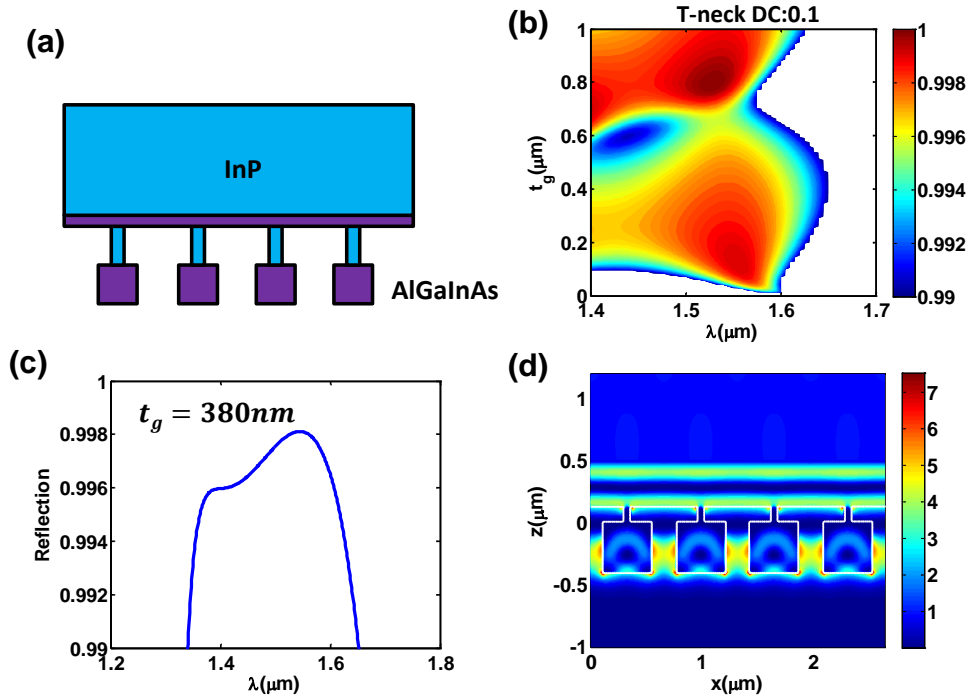 (a)
InP
AlGaInAs
(b)
T-neck DC:0.1
1
0.8
0.6
0.4
0.2
0
t_g(μm)
1.4 1.5 1.6 1.7
λ(μm)
1
0.998
0.996
0.994
0.992
0.99
(c)
t_g = 380nm
1
0.998
0.996
0.994
0.992
0.99
Reflection
1.2 1.4 1.6 1.8
λ(μm)
(d)
1
0.5
0
-0.5
-1
z(μm)
0 1 2
x(μm)
7
6
5
4
3
2
1